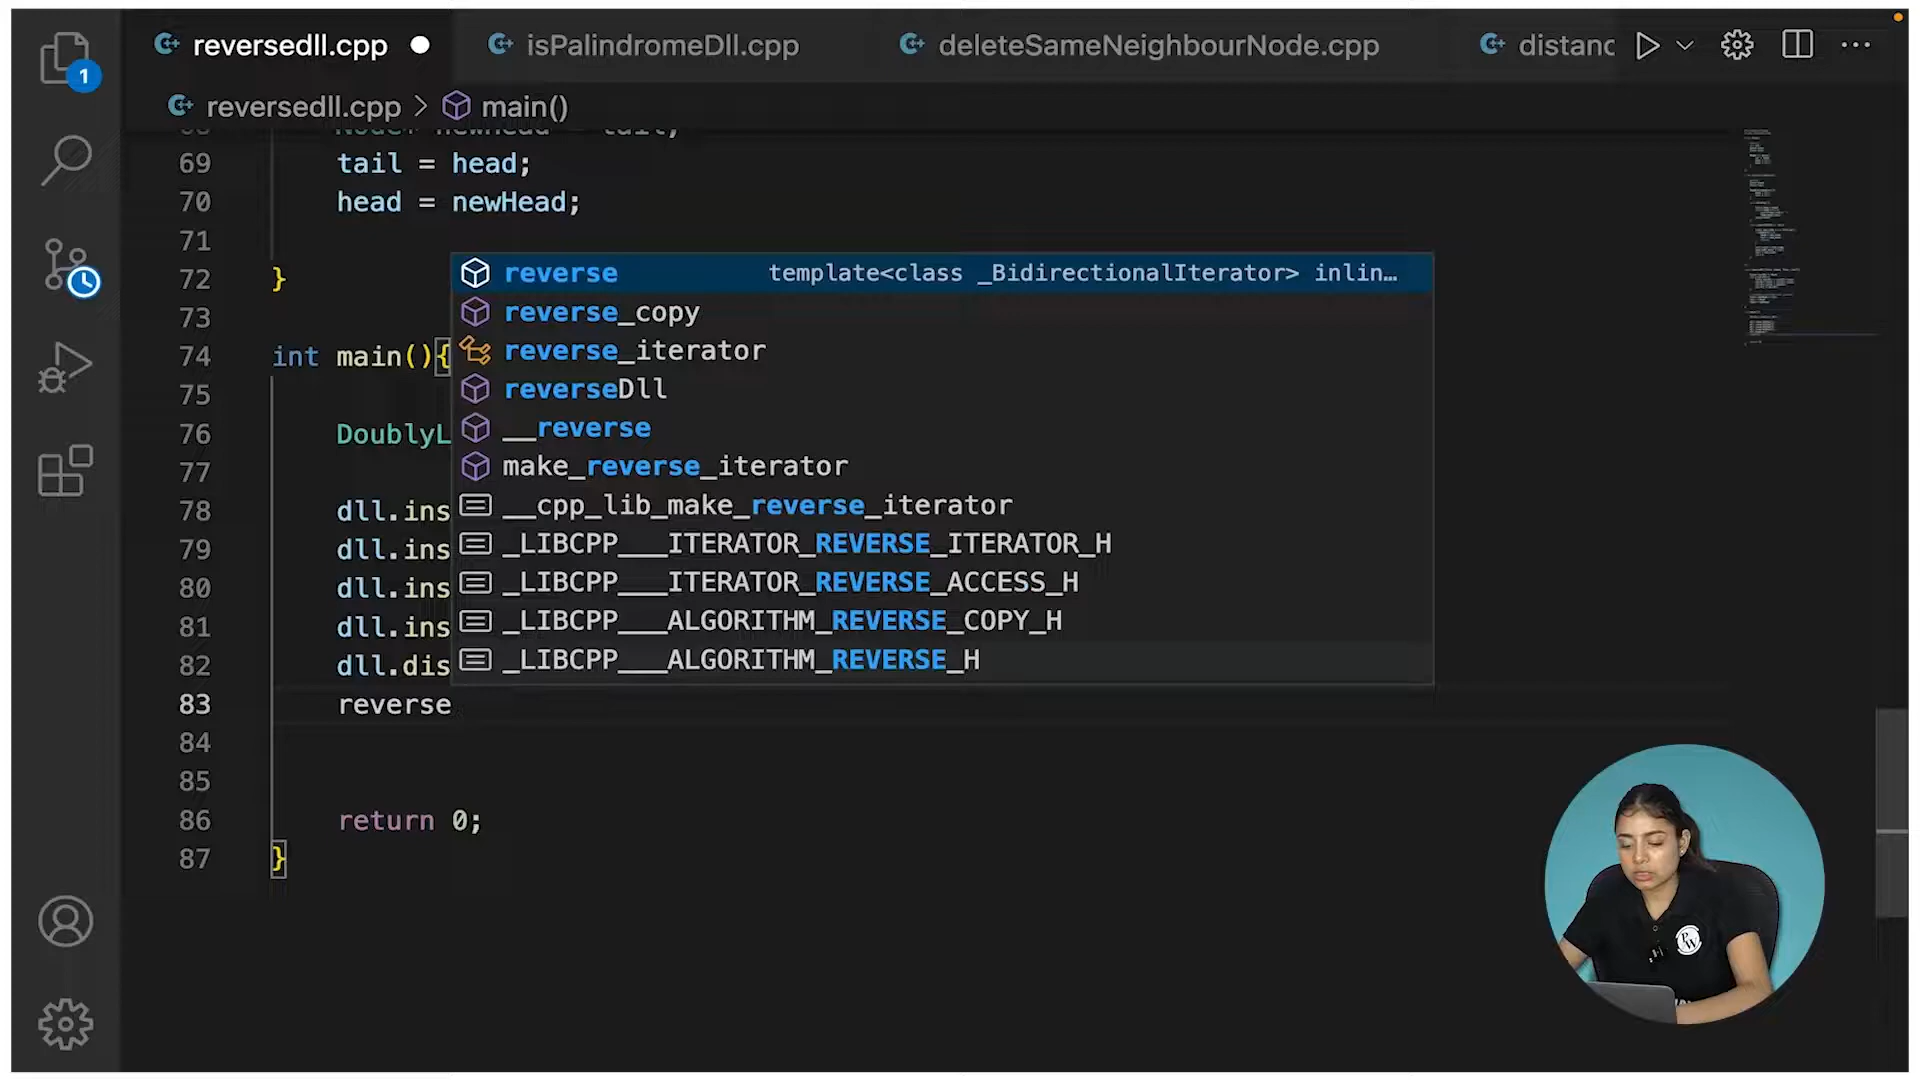 reversedll.cpp
isPalindromeDll.cpp
deleteSameNeighbourNode.cpp
distanc
1
reversedll.cpp > main()
69 tail = head;
70 head = newHead;
71
72 }
73
74 int main(){
75
76 DoublyL
77
78 dll.ins
79 dll.ins
80 dll.ins
81 dll.ins
82 dll.dis
83 reverse
84
85
86 return 0;
87 }
reverse template<class _BidirectionalIterator> inlin…
reverse_copy
reverse_iterator
reverseDll
__reverse
make_reverse_iterator
__cpp_lib_make_reverse_iterator
_LIBCPP___ITERATOR_REVERSE_ITERATOR_H
_LIBCPP___ITERATOR_REVERSE_ACCESS_H
_LIBCPP___ALGORITHM_REVERSE_COPY_H
_LIBCPP___ALGORITHM_REVERSE_H
PW